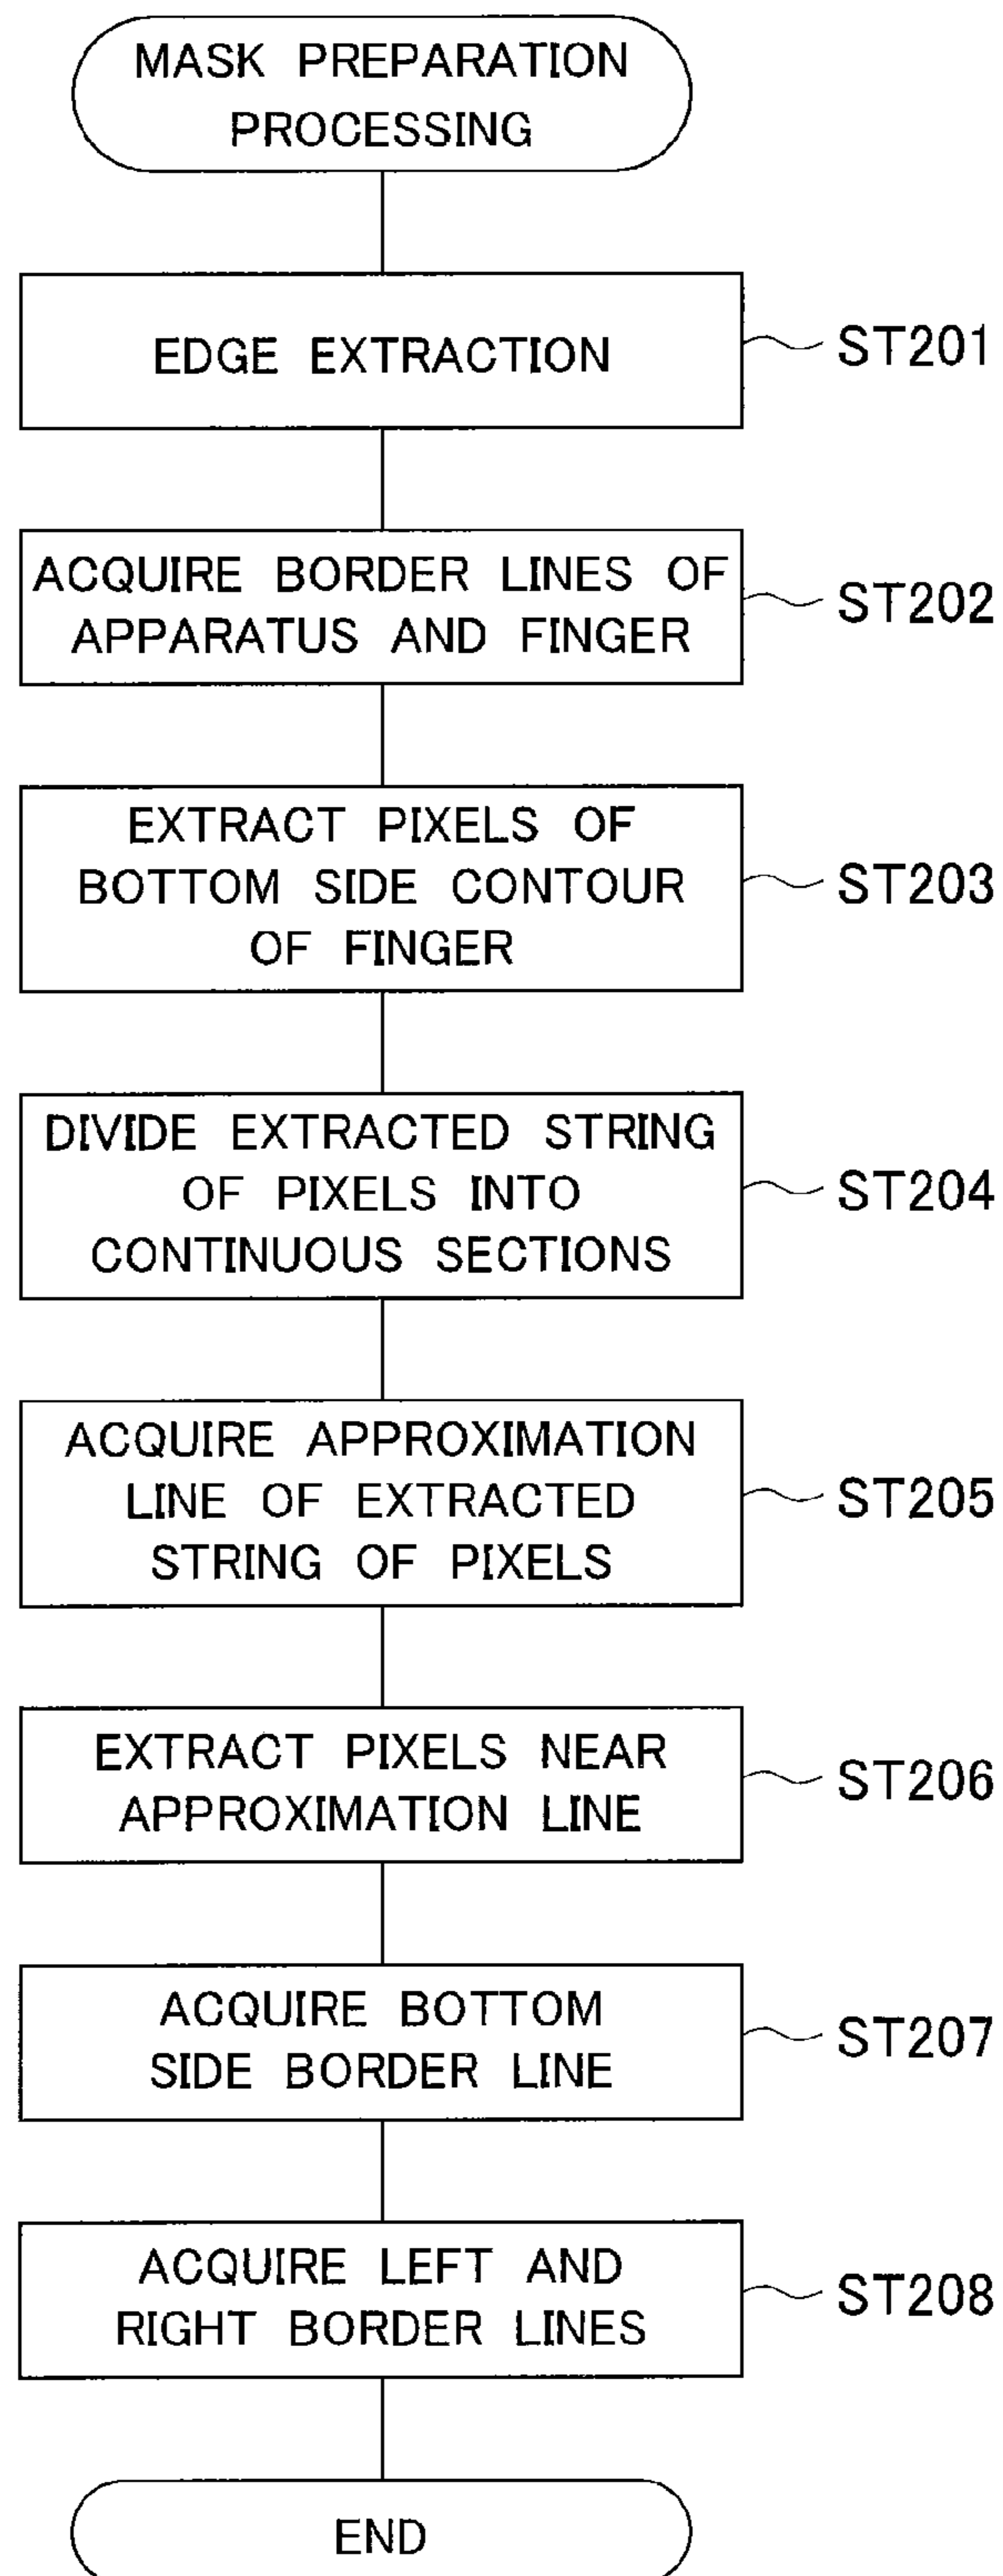 MASK PREPARATION
PROCESSING
EDGE EXTRACTION
ST201
ACQUIRE BORDER LINES OF
APPARATUS AND FINGER
ST202
EXTRACT PIXELS OF
BOTTOM SIDE CONTOUR
OF FINGER
ST203
DIVIDE EXTRACTED STRING
OF PIXELS INTO
CONTINUOUS SECTIONS
ST204
ACQUIRE APPROXIMATION
LINE OF EXTRACTED
STRING OF PIXELS
ST205
EXTRACT PIXELS NEAR
APPROXIMATION LINE
ST206
ACQUIRE BOTTOM
SIDE BORDER LINE
ST207
ACQUIRE LEFT AND
RIGHT BORDER LINES
ST208
END